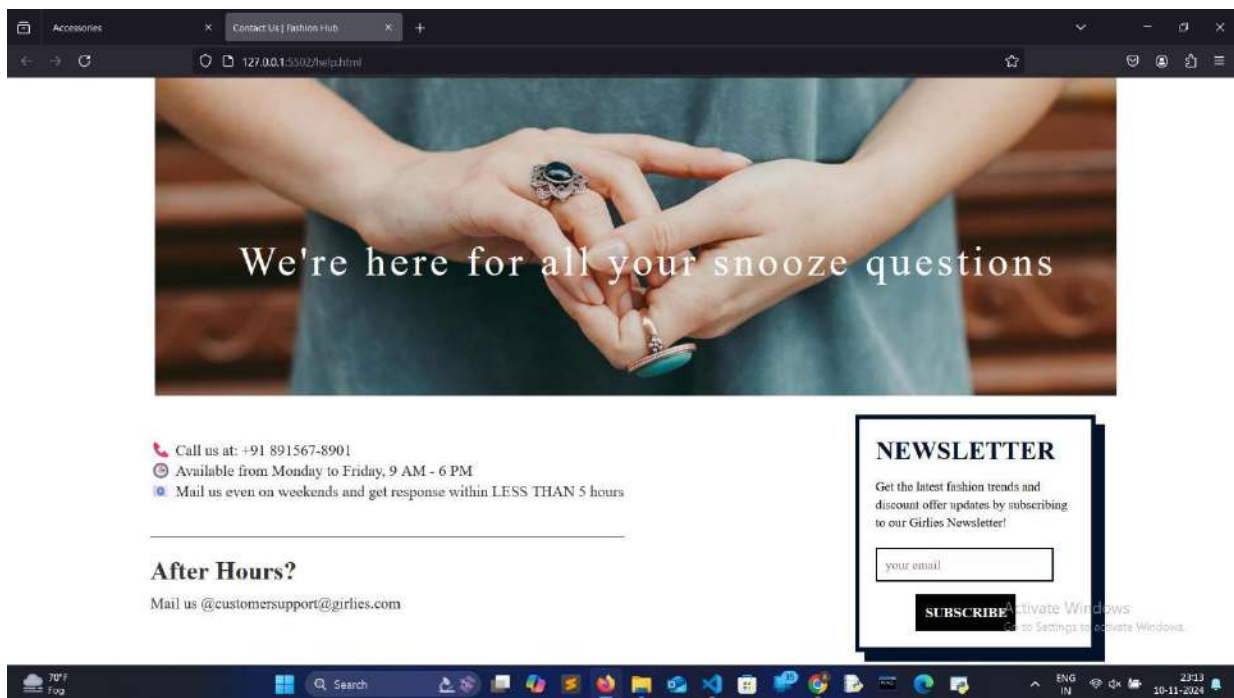 Accessories
Contact Us | Fashion Hub
127.0.0.1:5502/help.html
We're here for all your snooze questions
Call us at: +91 891567-8901
Available from Monday to Friday, 9 AM - 6 PM
Mail us even on weekends and get response within LESS THAN 5 hours
After Hours?
Mail us @customersupport@girlies.com
NEWSLETTER
Get the latest fashion trends and
discount offer updates by subscribing
to our Girlies Newsletter!
your email
SUBSCRIBE
Activate Windows
Go to Settings to activate Windows.
70°F
Fog
Search
ENG
IN
23:13
10-11-2024